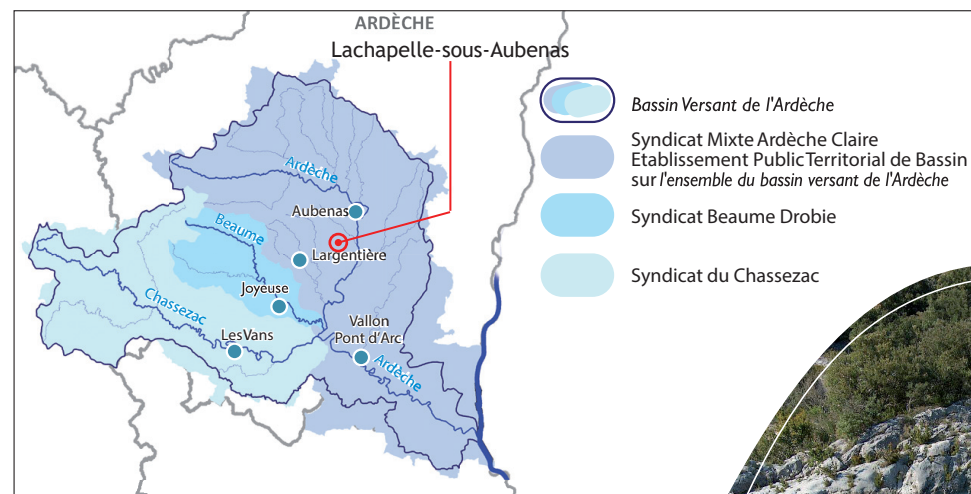 ARDÈCHE
Lachapelle-sous-Aubenas
Ardèche
Aubenas
Beaume
Largentière
Joyeuse
Chassezac
LesVans
Vallon
Pont d'Arc
Ardèche
Bassin Versant de l'Ardèche
Syndicat Mixte Ardèche Claire
Etablissement Public Territorial de Bassin
sur l'ensemble du bassin versant de l'Ardèche
Syndicat Beaume Drobie
Syndicat du Chassezac